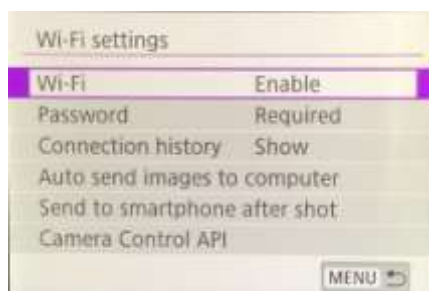 Wi-Fi settings
Wi-Fi Enable
Password Required
Connection history Show
Auto send images to computer
Send to smartphone after shot
Camera Control API
MENU